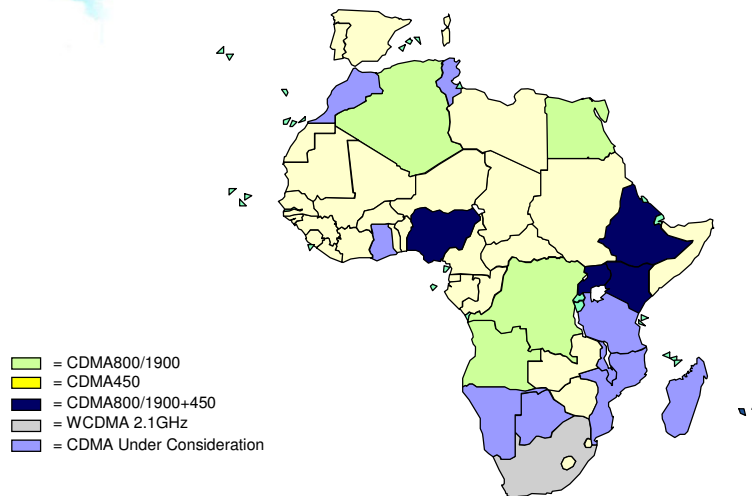 = CDMA800/1900
= CDMA450
= CDMA800/1900+450
= WCDMA 2.1GHz
= CDMA Under Consideration